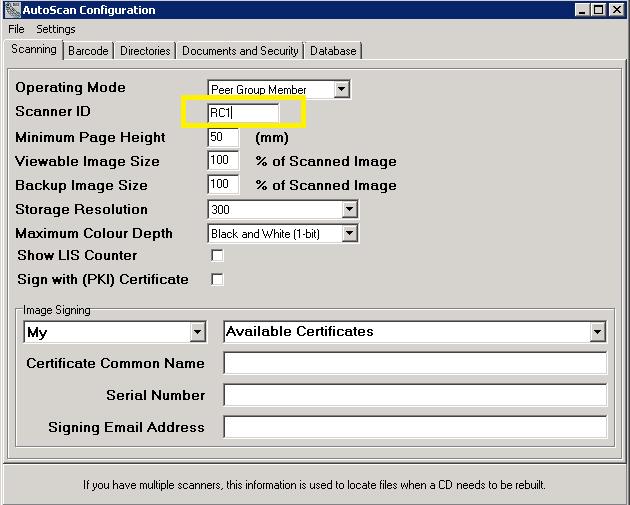 AutoScan Configuration
File Settings
Scanning Barcode Directories Documents and Security Database
Operating Mode Peer Group Member
Scanner ID RC1
Minimum Page Height 50 (mm)
Viewable Image Size 100 % of Scanned Image
Backup Image Size 100 % of Scanned Image
Storage Resolution 300
Maximum Colour Depth Black and White (1-bit)
Show LIS Counter
Sign with (PKI) Certificate
Image Signing
My Available Certificates
Certificate Common Name
Serial Number
Signing Email Address
If you have multiple scanners, this information is used to locate files when a CD needs to be rebuilt.